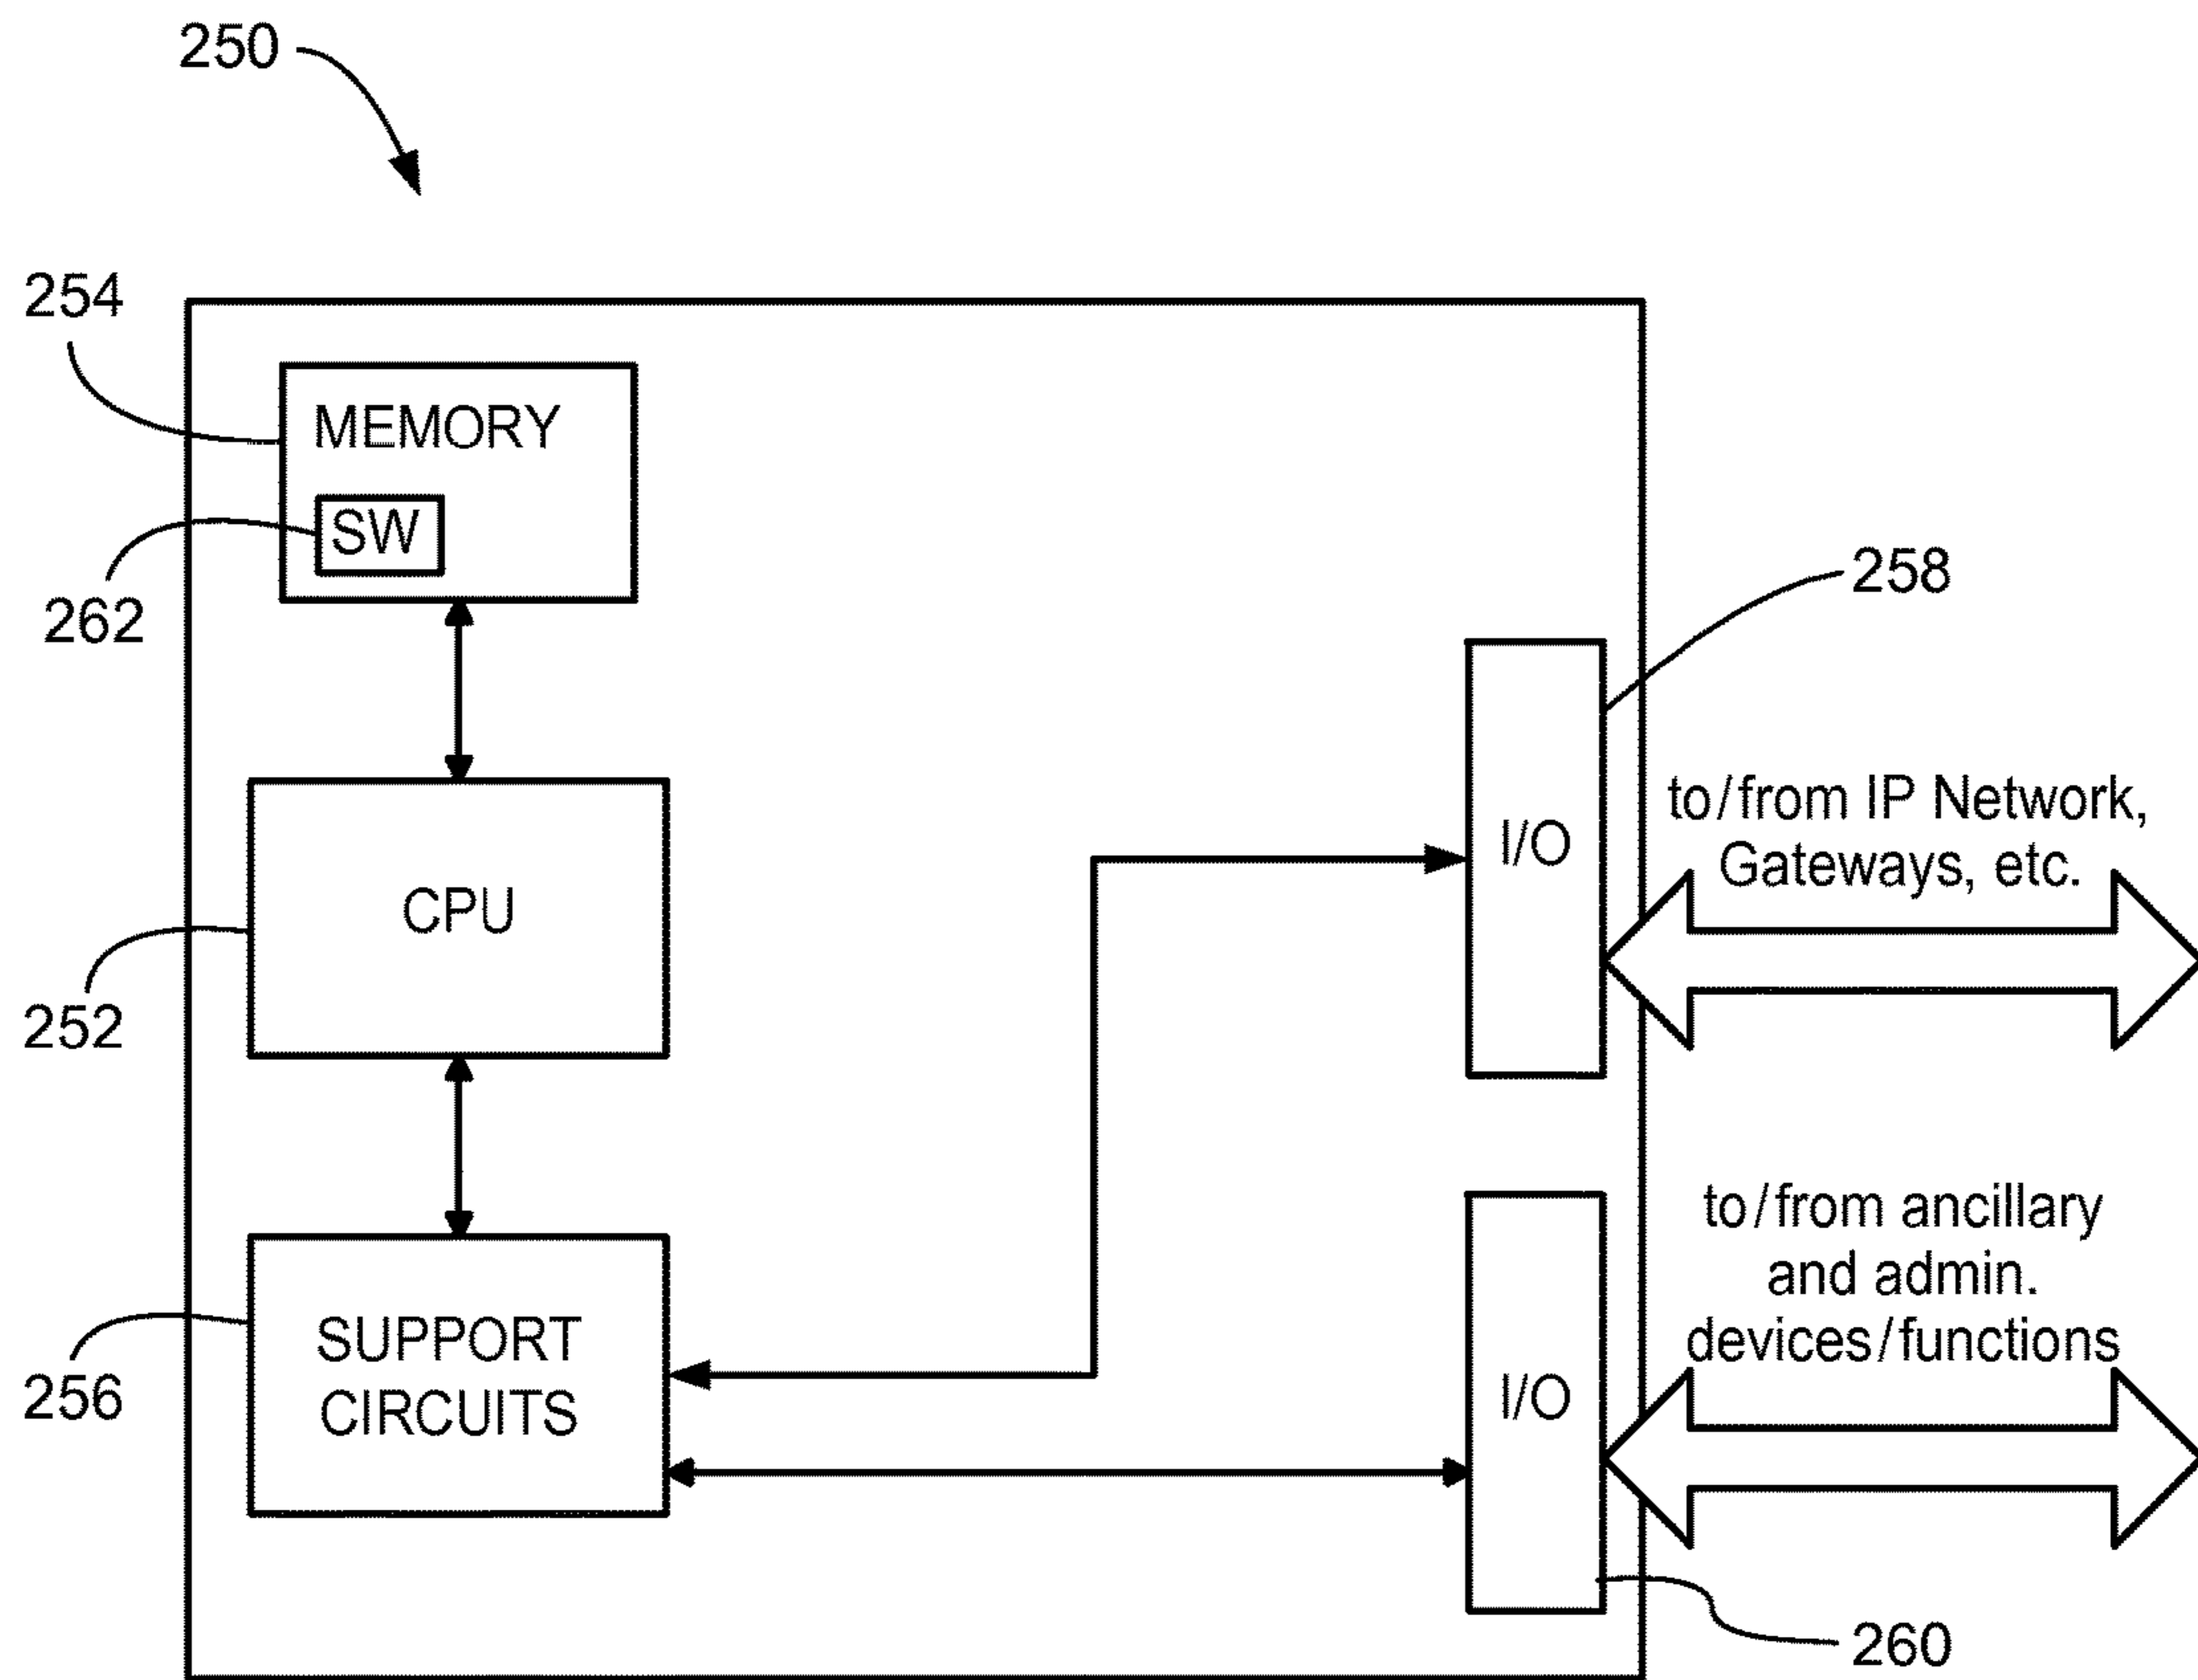 250
254
MEMORY
SW
262
258
to/from IP Network,
Gateways, etc.
I/O
CPU
252
to/from ancillary
and admin.
devices/functions
I/O
SUPPORT
CIRCUITS
256
260